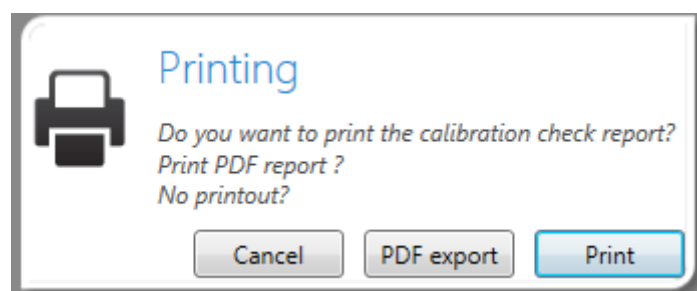 Printing
Do you want to print the calibration check report?
Print PDF report ?
No printout?
Cancel PDF export Print